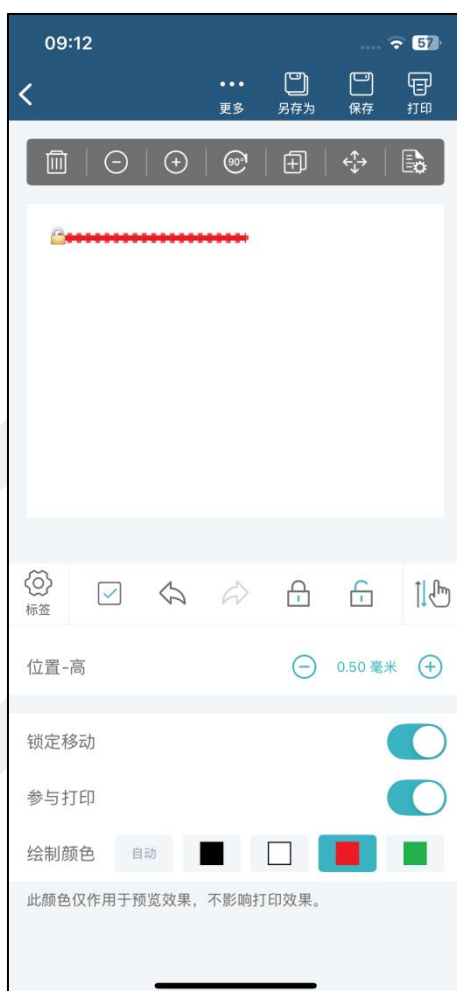 09:12
57
更多 另存为 保存 打印
90°
标签
位置-高 0.50 毫米
锁定移动
参与打印
绘制颜色 自动
此颜色仅作用于预览效果，不影响打印效果。